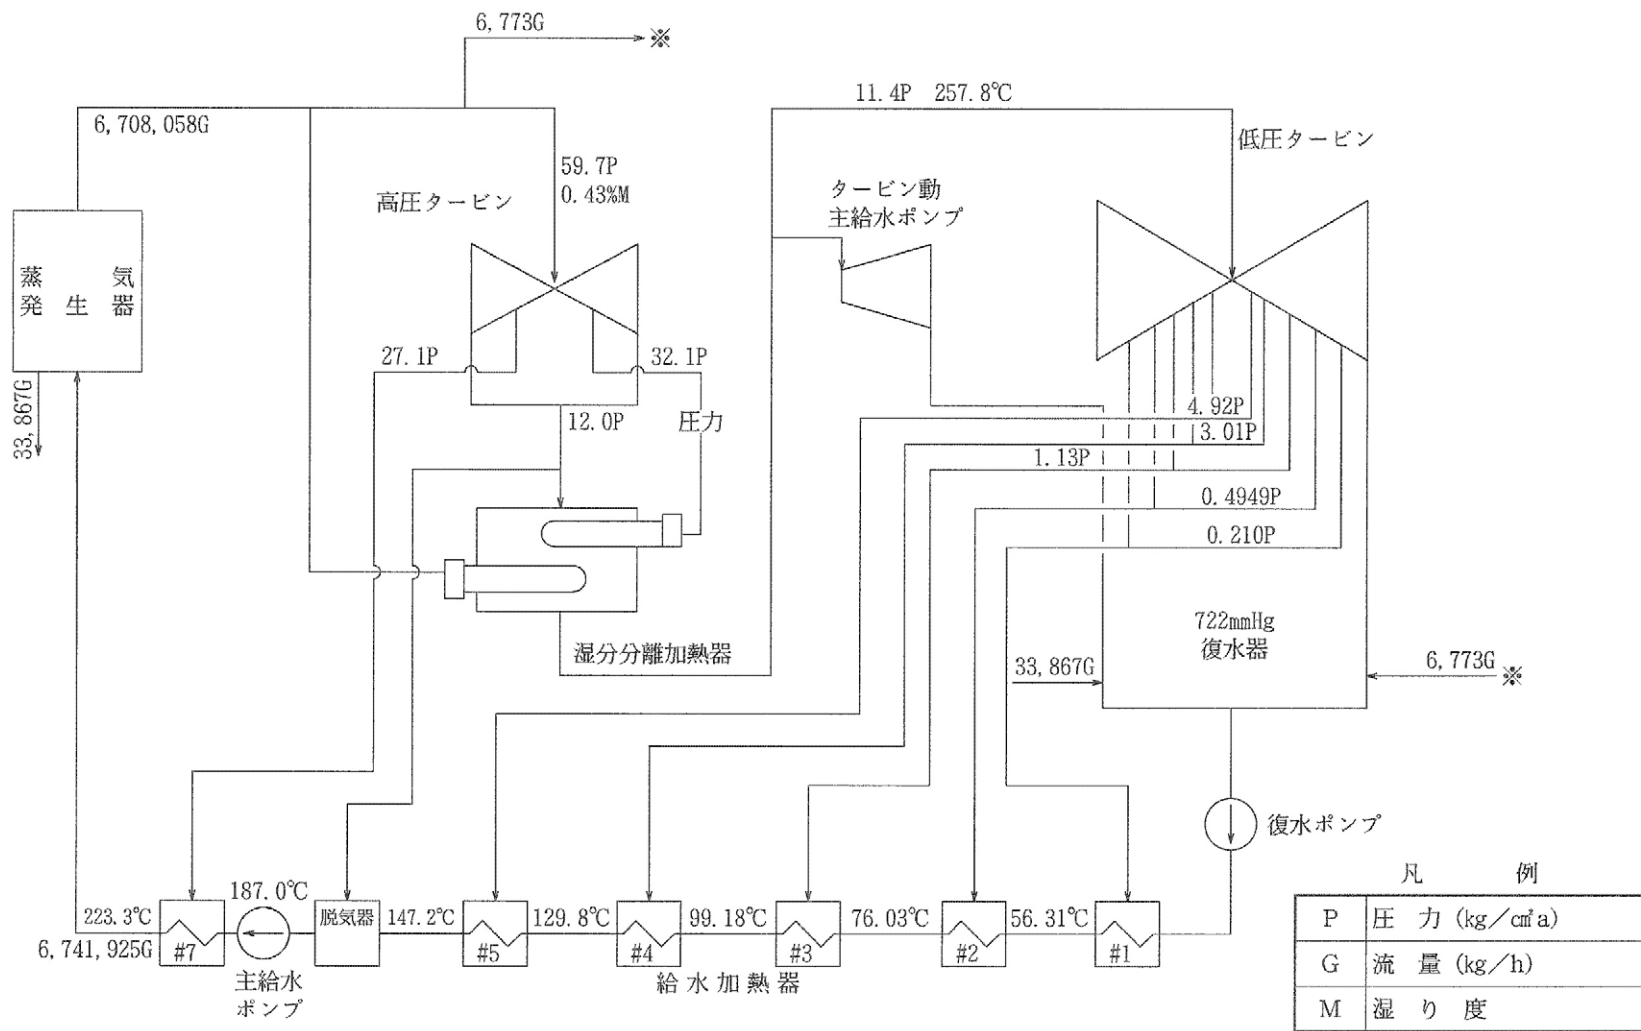 6,773G
※
11.4P 257.8℃
6,708,058G
低圧タービン
59.7P
0.43%M
高圧タービン
タービン動
主給水ポンプ
蒸気
発生器
27.1P
32.1P
33,867G
12.0P
圧力
4.92P
3.01P
1.13P
0.4949P
0.210P
722mmHg
復水器
湿分分離加熱器
33,867G
6,773G
※
復水ポンプ
凡例
P 圧力 (kg/c㎡a)
G 流量 (kg/h)
M 湿り度
223.3℃
187.0℃
脱気器
147.2℃
129.8℃
99.18℃
76.03℃
56.31℃
6,741,925G
#7
#5
#4
#3
#2
#1
主給水
ポンプ
給水加熱器